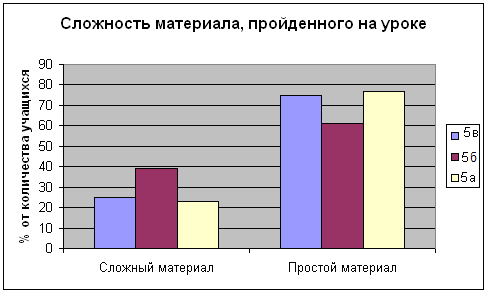 Сложность материала, пройденного на уроке
% от количества учащихся
90
80
70
60
50
40
30
20
10
0
Сложный материал
Простой материал
5в
5б
5а